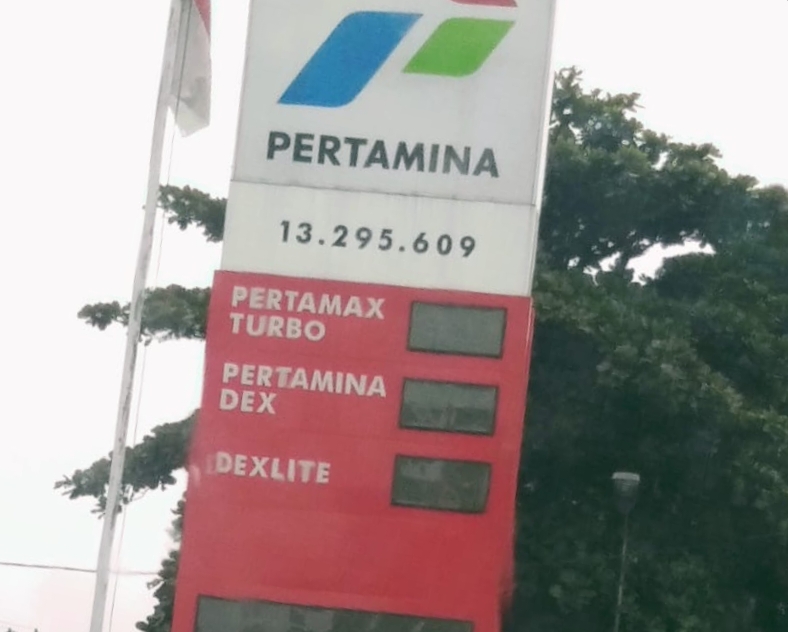 PERTAMINA
13.295.609
PERTAMAX
TURBO
PERTAMINA
DEX
DEXLITE